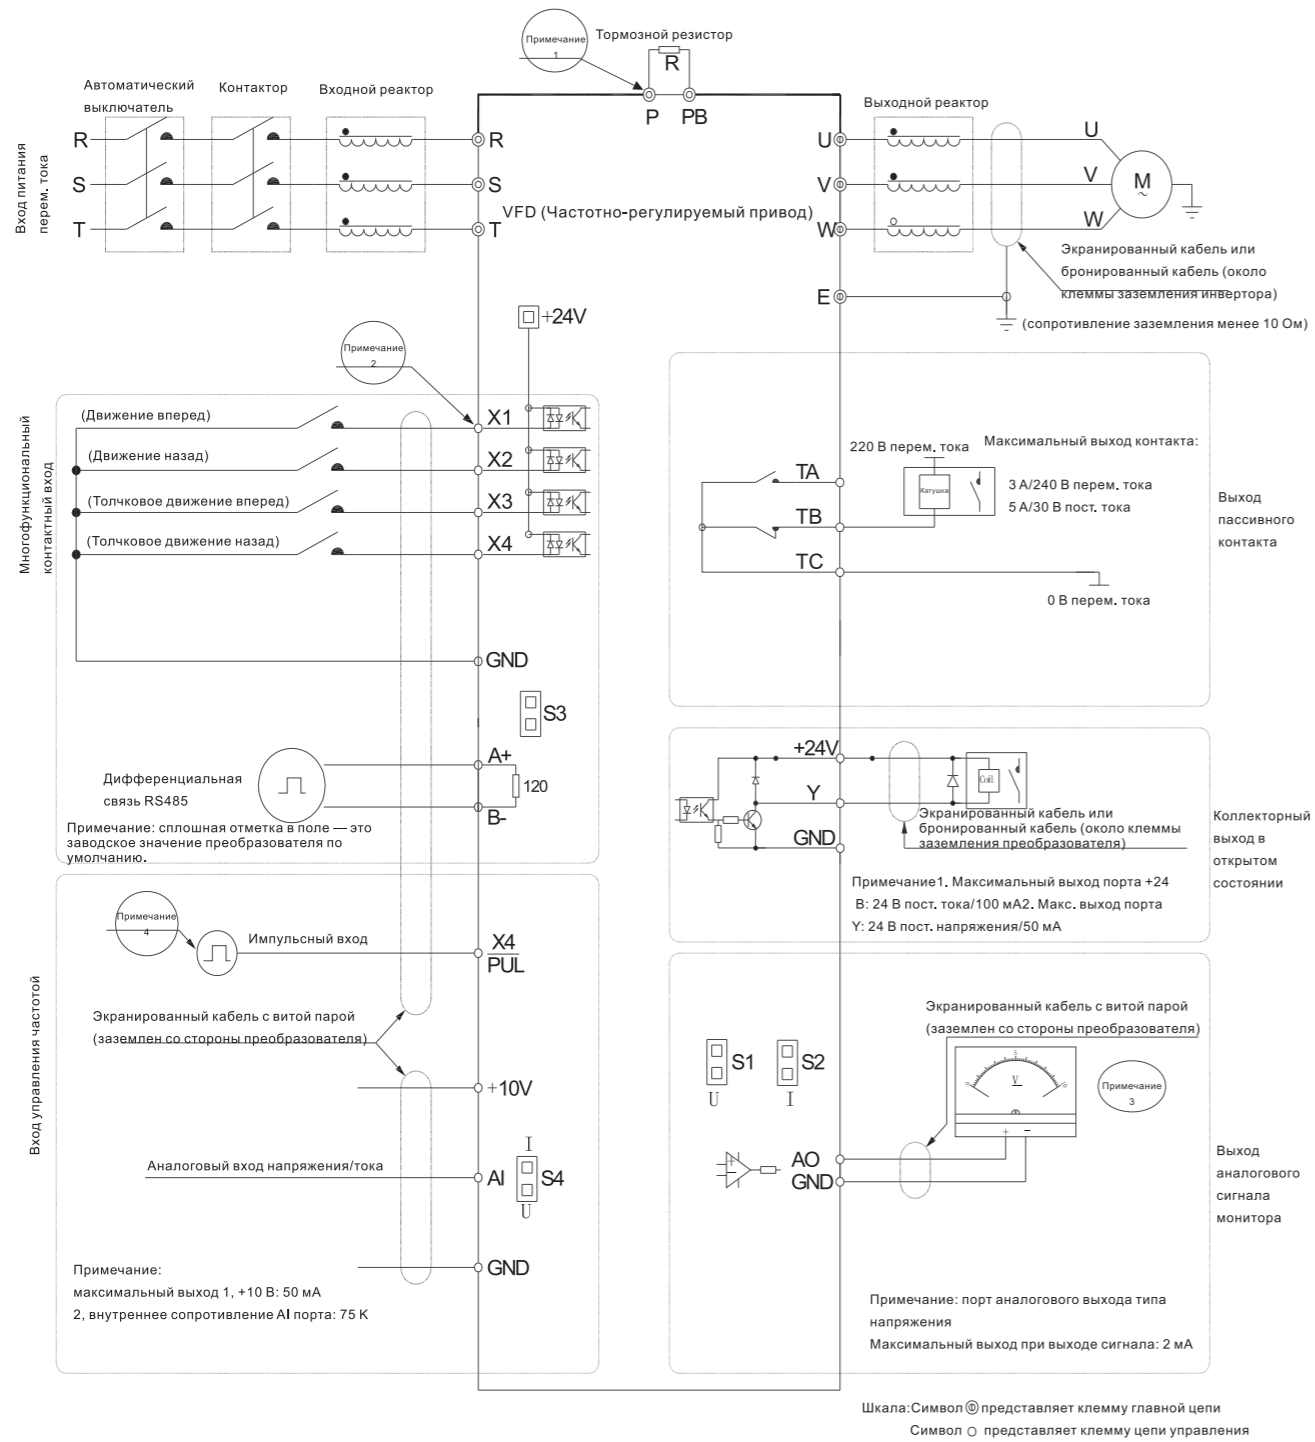 Примечание
1
Тормозной резистор
R
P PB
Автоматический
выключатель
Контактор
Входной реактор
Вход питания
перем. тока
R
S
T
R
S
T
VFD (Частотно-регулируемый привод)
Выходной реактор
U
V
W
U
V
W
M
~
Экранированный кабель или
бронированный кабель (около
клеммы заземления инвертора)
E
(сопротивление заземления менее 10 Ом)
+24V
Примечание
2
Многофункциональный
контактный вход
(Движение вперед)
X1
(Движение назад)
X2
(Толчковое движение вперед)
X3
(Толчковое движение назад)
X4
GND
S3
A+
Дифференциальная
связь RS485
120
B-
Примечание: сплошная отметка в поле — это
заводское значение преобразователя по
умолчанию.
220 В перем. тока
Максимальный выход контакта:
TA
Катушка
3 А/240 В перем. тока
5 А/30 В пост. тока
TB
TC
0 В перем. тока
Выход
пассивного
контакта
+24V
Coil
Y
GND
Экранированный кабель или
бронированный кабель (около клеммы
заземления преобразователя)
Коллекторный
выход в
открытом
состоянии
Примечание1. Максимальный выход порта +24
В: 24 В пост. тока/100 мА2. Макс. выход порта
Y: 24 В пост. напряжения/50 мА
Вход управления частотой
Примечание
4
Импульсный вход
X4
PUL
Экранированный кабель с витой парой
(заземлен со стороны преобразователя)
+10V
Аналоговый вход напряжения/тока
AI
I
S4
U
GND
Примечание:
максимальный выход 1, +10 В: 50 мА
2, внутреннее сопротивление AI порта: 75 K
Экранированный кабель с витой парой
(заземлен со стороны преобразователя)
S1
U
S2
I
0 5 10
V
+ −
Примечание
3
AO
GND
Выход
аналогового
сигнала
монитора
Примечание: порт аналогового выхода типа
напряжения
Максимальный выход при выходе сигнала: 2 мА
Шкала:Символ представляет клемму главной цепи
Символ представляет клемму цепи управления